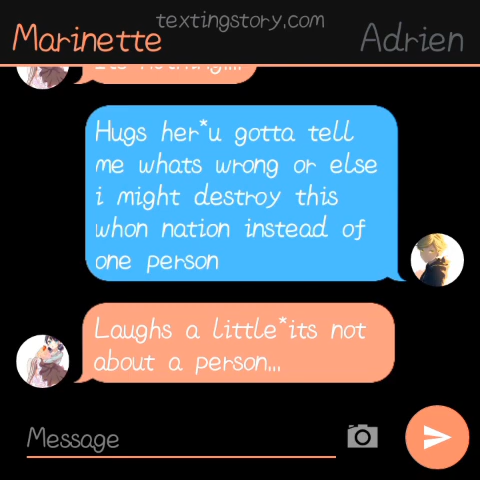 textingstory.com
Marinette Adrien
Hugs her*u gotta tell
me whats wrong or else
i might destroy this
whon nation instead of
one person
Laughs a little*its not
about a person,,,
Message